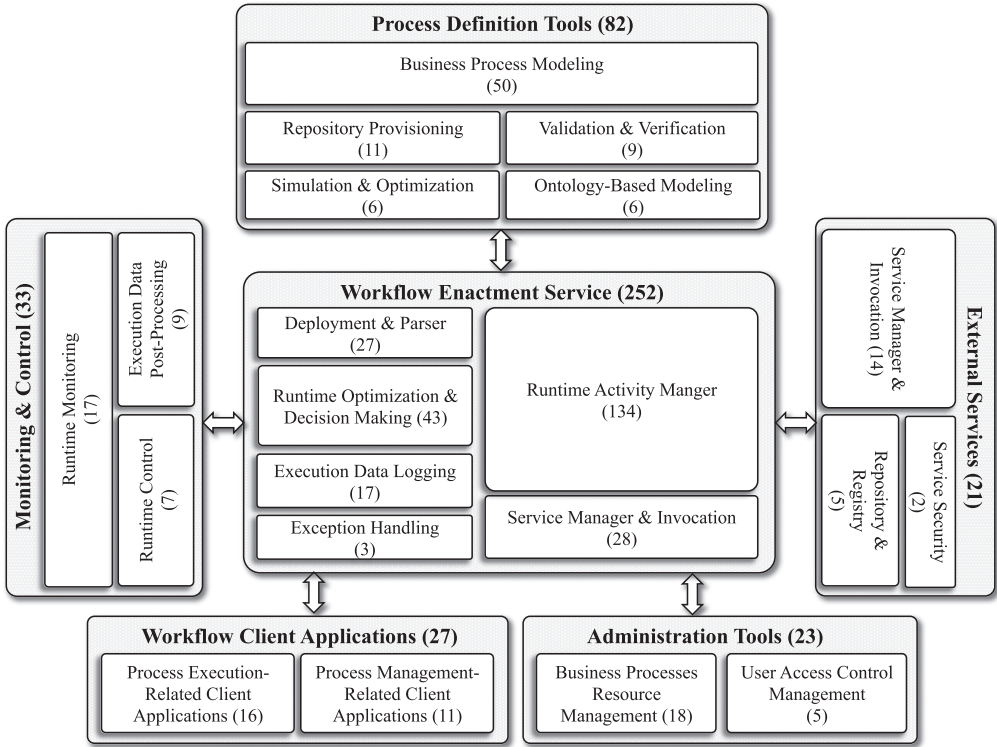 Process Definition Tools (82)
Business Process Modeling
(50)
Repository Provisioning
(11)
Validation & Verification
(9)
Simulation & Optimization
(6)
Ontology-Based Modeling
(6)
Monitoring & Control (33)
Runtime Monitoring
(17)
Execution Data
Post-Processing
(9)
Runtime Control
(7)
Workflow Enactment Service (252)
Deployment & Parser
(27)
Runtime Optimization &
Decision Making (43)
Execution Data Logging
(17)
Exception Handling
(3)
Runtime Activity Manger
(134)
Service Manager & Invocation
(28)
External Services (21)
Service Manager &
Invocation (14)
Repository &
Registry
(5)
Service Security
(2)
Workflow Client Applications (27)
Process Execution-
Related Client
Applications (16)
Process Management-
Related Client
Applications (11)
Administration Tools (23)
Business Processes
Resource
Management (18)
User Access Control
Management
(5)